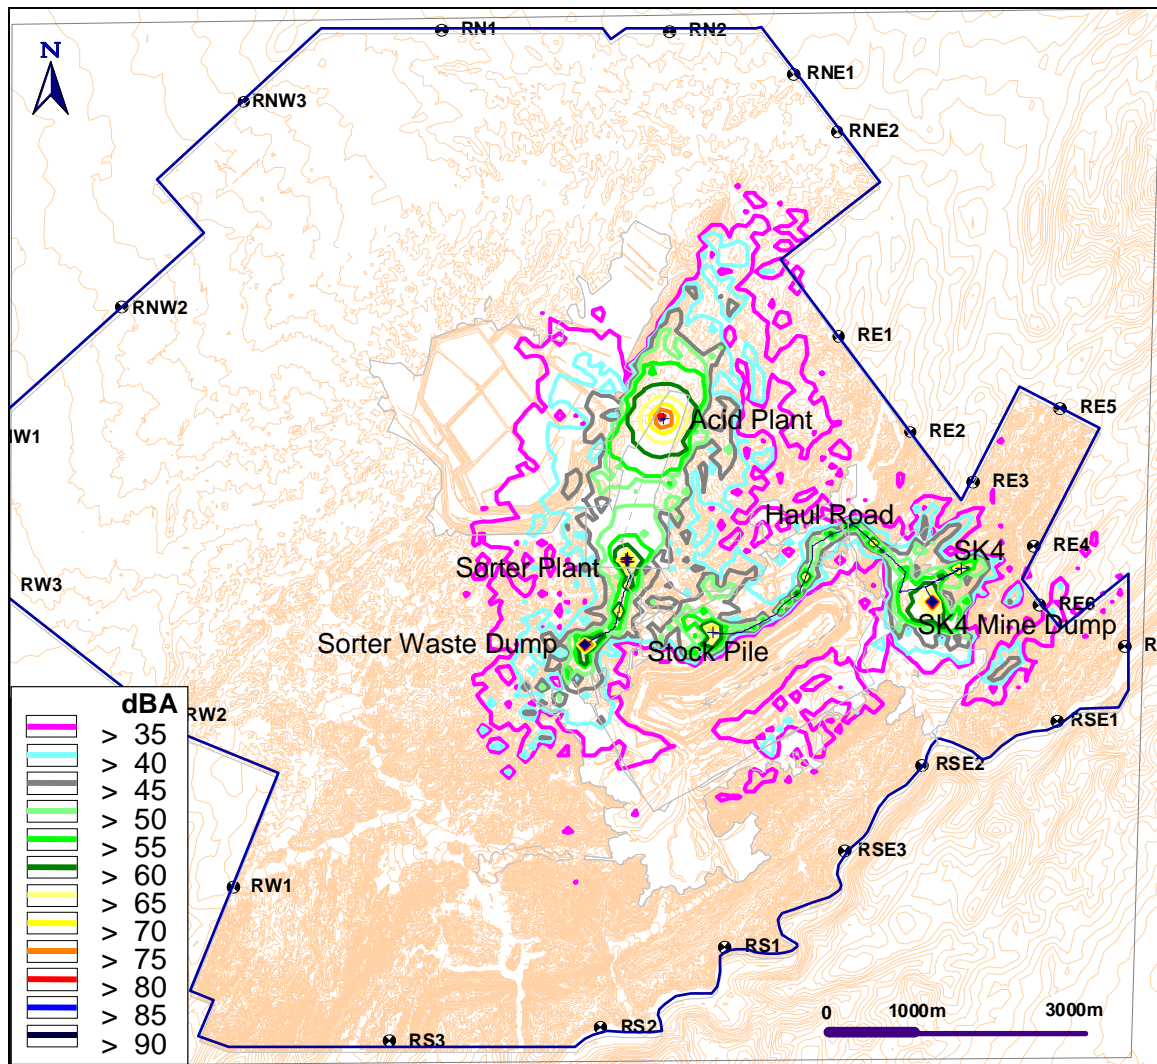 RN1
RN2
N
RNE1
RNW3
RNE2
RNW2
RE1
RE5
Acid Plant
RE2
RE3
Haul Road
RE4
SK4
Sorter Plant
RW3
RE6
SK4 Mine Dump
Sorter Waste Dump
Stock Pile
dBA
RW2
> 35
RSE1
> 40
RSE2
> 45
> 50
> 55
RSE3
> 60
RW1
> 65
> 70
RS1
> 75
> 80
0 1000m 3000m
> 85
RS2
> 90
RS3